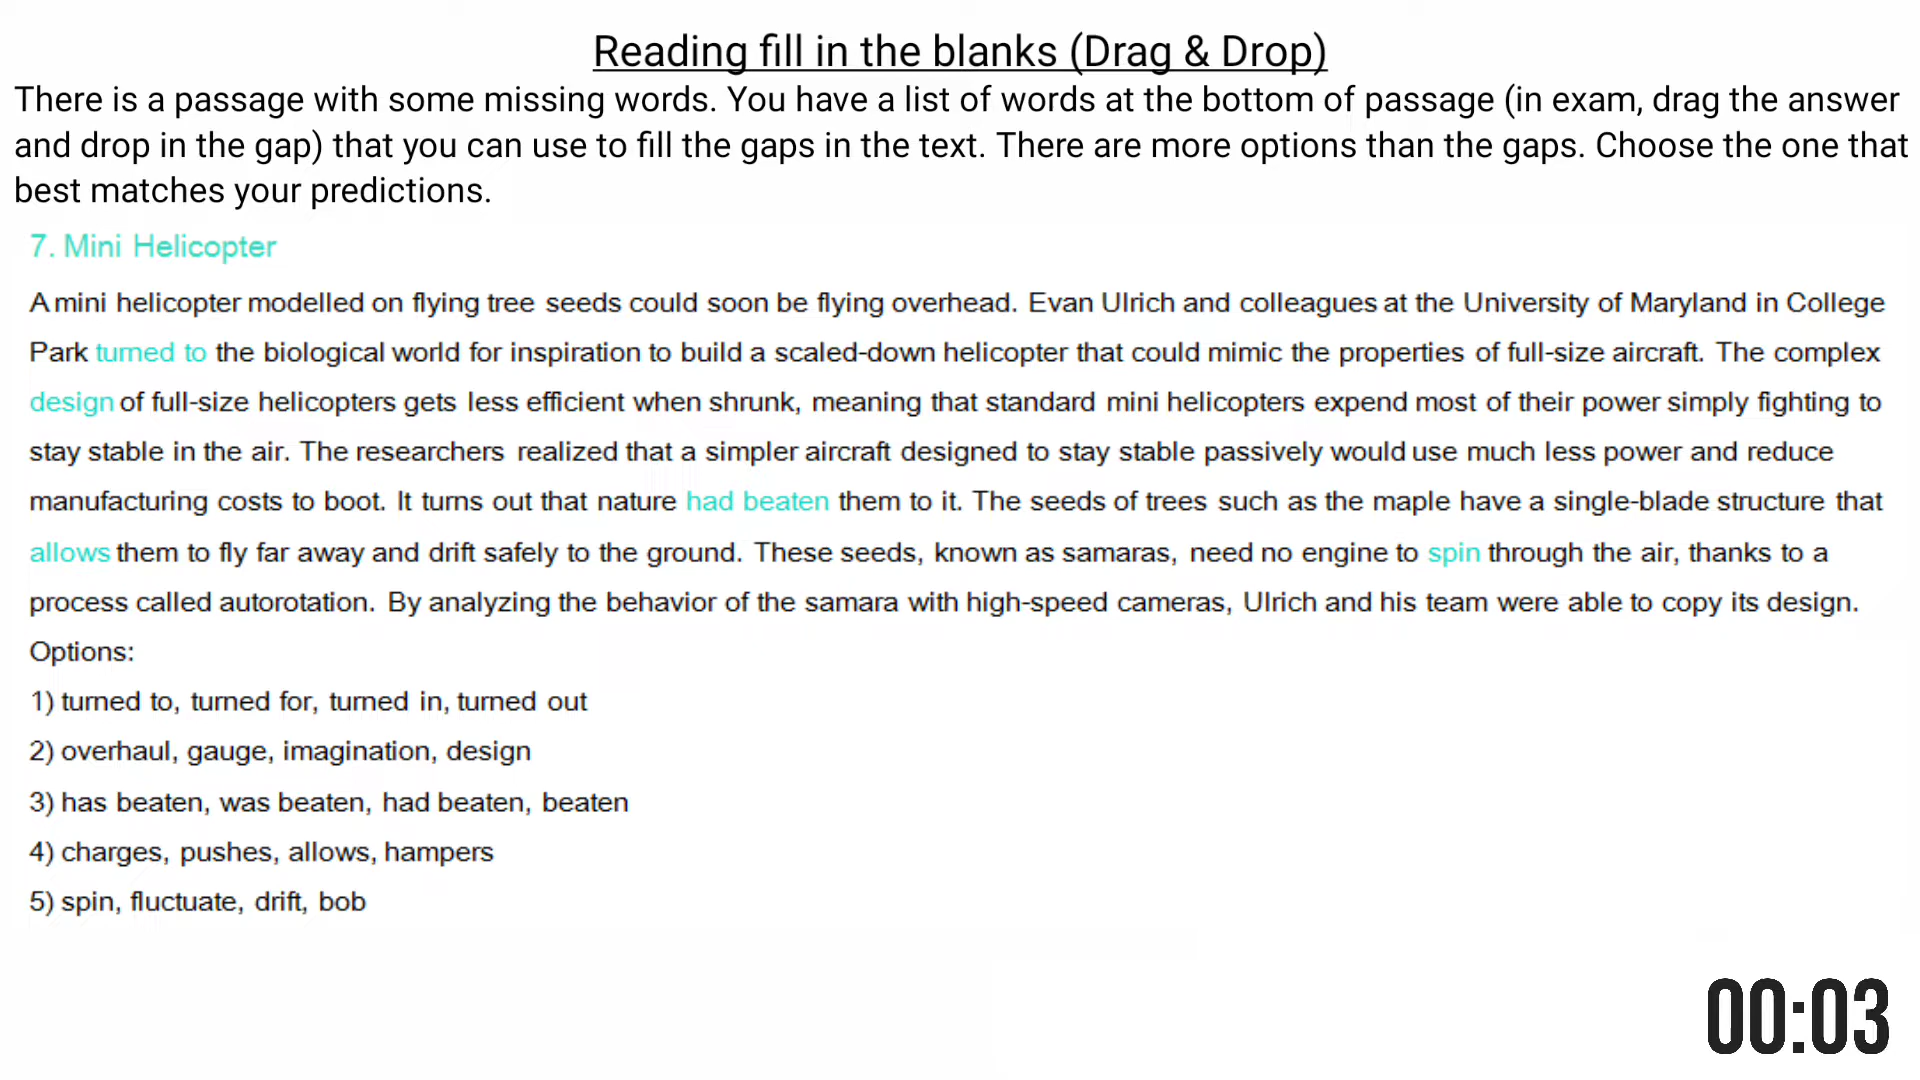 Reading fill in the blanks (Drag & Drop)
There is a passage with some missing words. You have a list of words at the bottom of passage (in exam, drag the answer
and drop in the gap) that you can use to fill the gaps in the text. There are more options than the gaps. Choose the one that
best matches your predictions.
7. Mini Helicopter
A mini helicopter modelled on flying tree seeds could soon be flying overhead. Evan Ulrich and colleagues at the University of Maryland in College
Park turned to the biological world for inspiration to build a scaled-down helicopter that could mimic the properties of full-size aircraft. The complex
design of full-size helicopters gets less efficient when shrunk, meaning that standard mini helicopters expend most of their power simply fighting to
stay stable in the air. The researchers realized that a simpler aircraft designed to stay stable passively would use much less power and reduce
manufacturing costs to boot. It turns out that nature had beaten them to it. The seeds of trees such as the maple have a single-blade structure that
allows them to fly far away and drift safely to the ground. These seeds, known as samaras, need no engine to spin through the air, thanks to a
process called autorotation. By analyzing the behavior of the samara with high-speed cameras, Ulrich and his team were able to copy its design.
Options:
1) turned to, turned for, turned in, turned out
2) overhaul, gauge, imagination, design
3) has beaten, was beaten, had beaten, beaten
4) charges, pushes, allows, hampers
5) spin, fluctuate, drift, bob
00:03